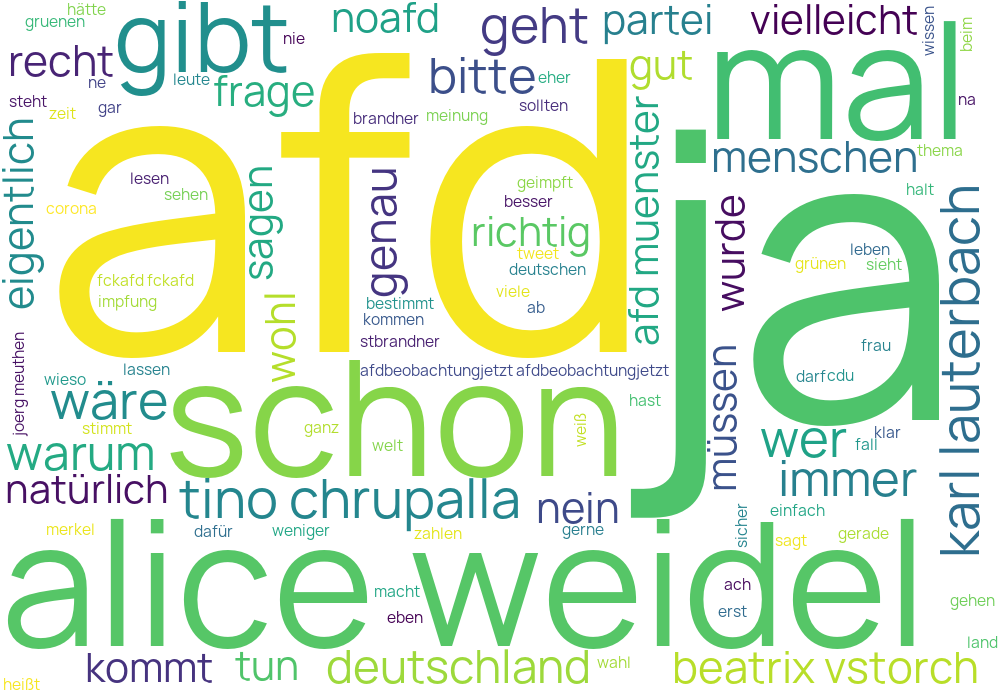 hätte
gruenen
gibt
nie
noafd
geht
partei
vielleicht
wissen
beim
recht
ne
leute
frage
bitte
eher
gut
mal
steht
gar
zeit
brandner
meinung
sollten
na
afd
ja
menschen
thema
eigentlich
lesen
sehen
corona
sagen
genau
geimpft
besser
richtig
tweet
deutschen
viele
ab
afd muenster
wurde
halt
leben
grünen
sieht
karl lauterbach
fckafd fckafd
impfung
wohl
bestimmt
kommen
stbrandner
frau
darf
cdu
joerg meuthen
wieso
lassen
afdbeobachtungjetzt afdbeobachtungjetzt
wäre
schon
hast
müssen
stimmt
ganz
welt
weiß
wer
klar
fall
warum
natürlich
tino chrupalla
nein
immer
merkel
dafür
weniger
zahlen
gerne
sicher
einfach
sagt
gerade
alice weidel
macht
eben
ach
erst
gehen
land
kommt
tun
deutschland
wahl
beatrix vstorch
heißt